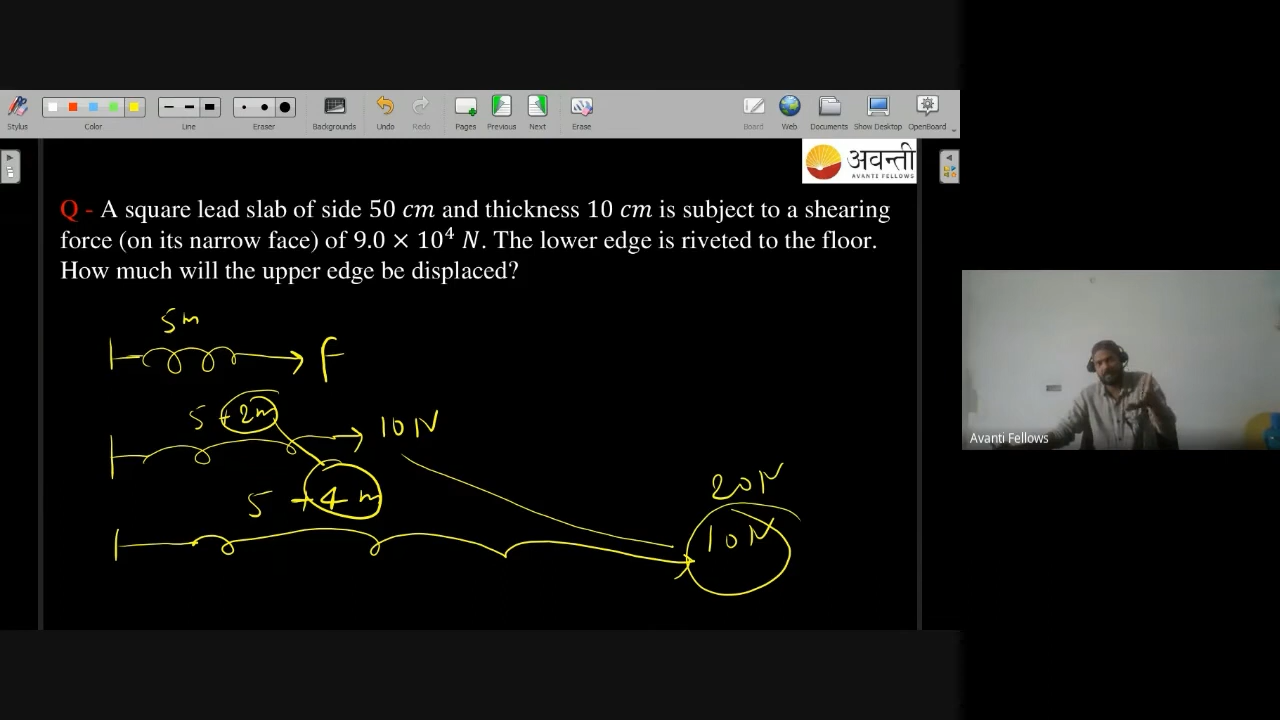 Stylus
Color
Line
Eraser
Backgrounds
Undo
Redo
Pages
Previous
Next
Erase
Board
Web
Documents
Show Desktop
OpenBoard
अवन्ती
AVANTI FELLOWS
Q - A square lead slab of side 50 cm and thickness 10 cm is subject to a shearing
force (on its narrow face) of 9.0 × 10⁴ N. The lower edge is riveted to the floor.
How much will the upper edge be displaced?
5m
F
5 +2m
10N
5 +4 m
20N
10N
Avanti Fellows